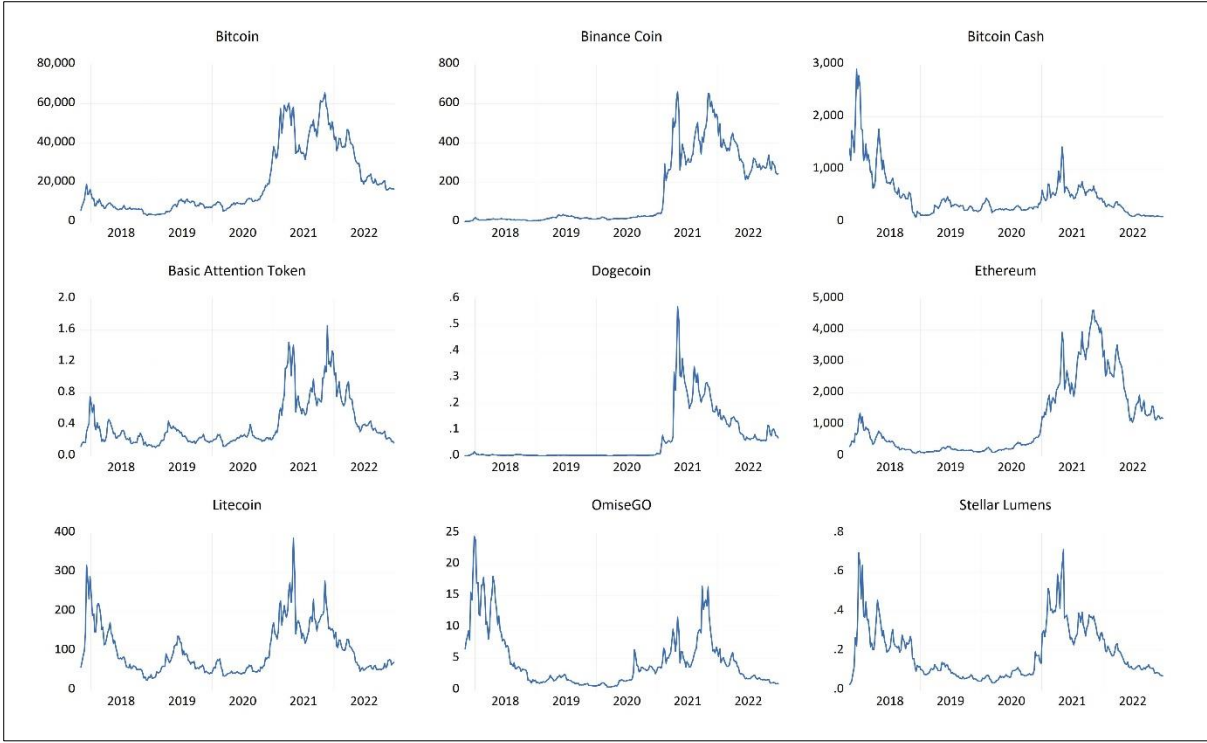 Bitcoin
80,000
60,000
40,000
20,000
0
2018 2019 2020 2021 2022
Binance Coin
800
600
400
200
0
2018 2019 2020 2021 2022
Bitcoin Cash
3,000
2,000
1,000
0
2018 2019 2020 2021 2022
Basic Attention Token
2.0
1.6
1.2
0.8
0.4
0.0
2018 2019 2020 2021 2022
Dogecoin
.6
.5
.4
.3
.2
.1
.0
2018 2019 2020 2021 2022
Ethereum
5,000
4,000
3,000
2,000
1,000
0
2018 2019 2020 2021 2022
Litecoin
400
300
200
100
0
2018 2019 2020 2021 2022
OmiseGO
25
20
15
10
5
0
2018 2019 2020 2021 2022
Stellar Lumens
.8
.6
.4
.2
.0
2018 2019 2020 2021 2022